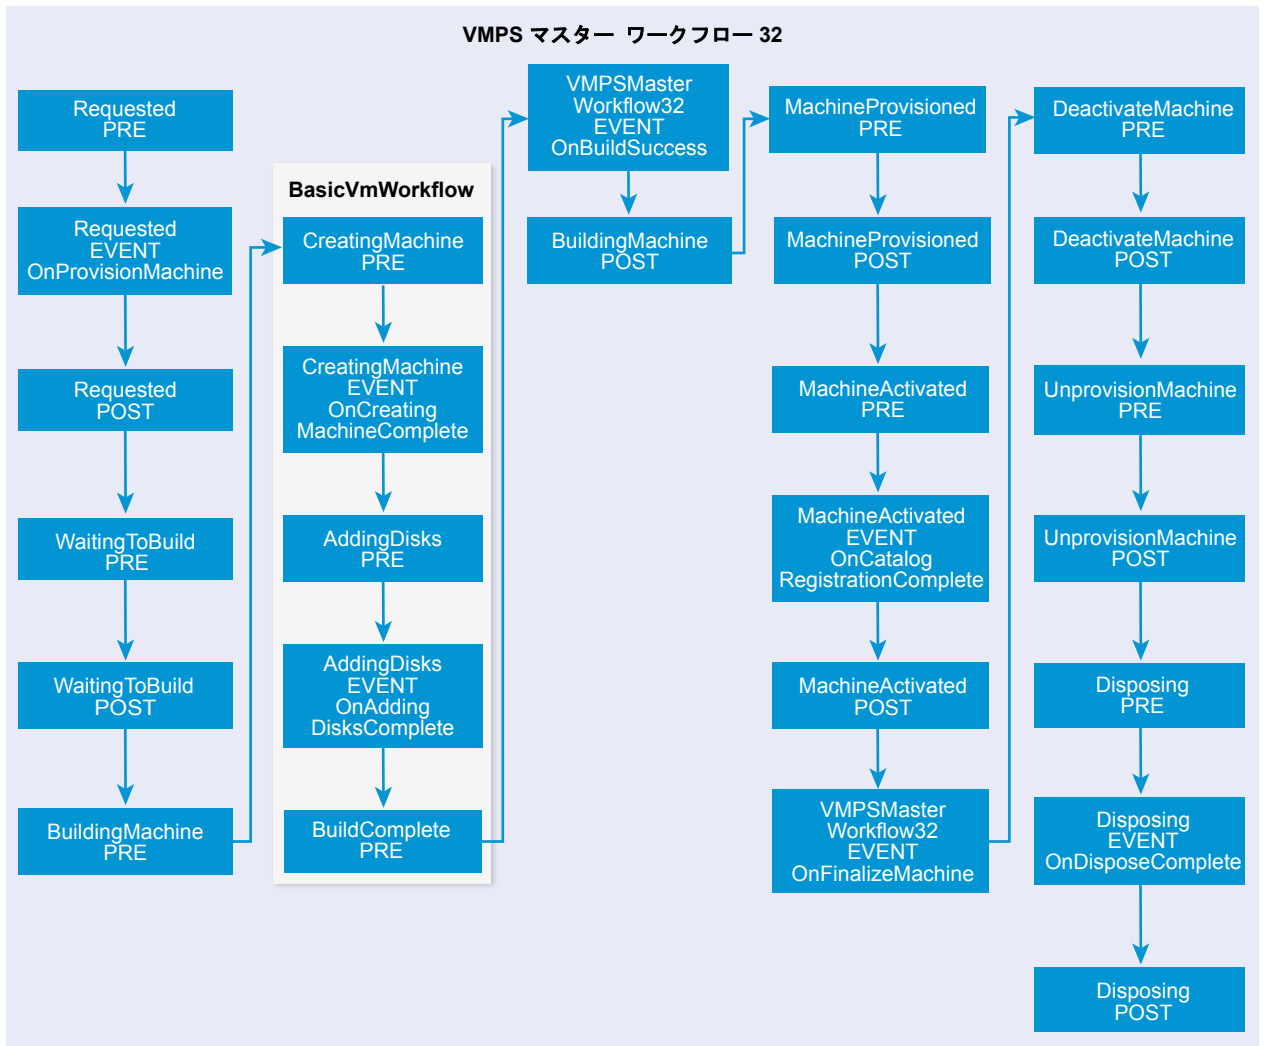 VMPS マスター ワークフロー 32
Requested
PRE
Requested
EVENT
OnProvisionMachine
Requested
POST
WaitingToBuild
PRE
WaitingToBuild
POST
BuildingMachine
PRE
BasicVmWorkflow
CreatingMachine
PRE
CreatingMachine
EVENT
OnCreating
MachineComplete
AddingDisks
PRE
AddingDisks
EVENT
OnAdding
DisksComplete
BuildComplete
PRE
VMPSMaster
Workflow32
EVENT
OnBuildSuccess
BuildingMachine
POST
MachineProvisioned
PRE
MachineProvisioned
POST
MachineActivated
PRE
MachineActivated
EVENT
OnCatalog
RegistrationComplete
MachineActivated
POST
VMPSMaster
Workflow32
EVENT
OnFinalizeMachine
DeactivateMachine
PRE
DeactivateMachine
POST
UnprovisionMachine
PRE
UnprovisionMachine
POST
Disposing
PRE
Disposing
EVENT
OnDisposeComplete
Disposing
POST